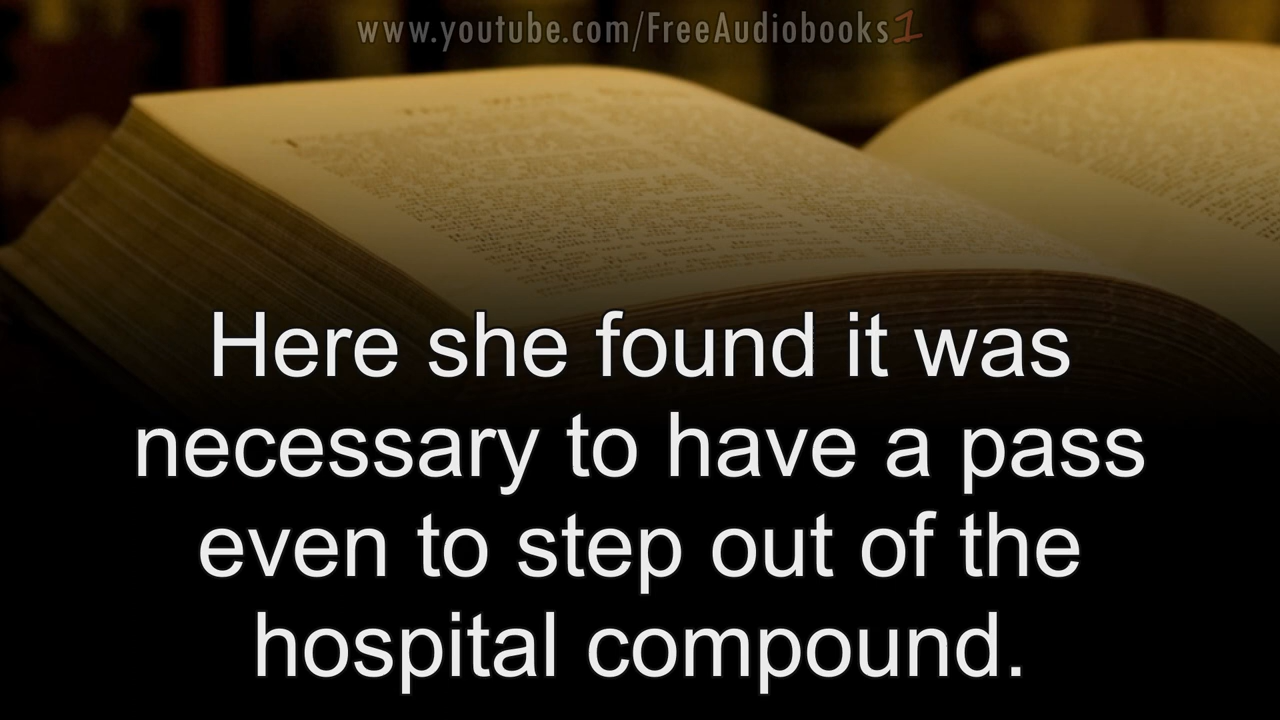 www.youtube.com/FreeAudiobooks1
Here she found it was
necessary to have a pass
even to step out of the
hospital compound.